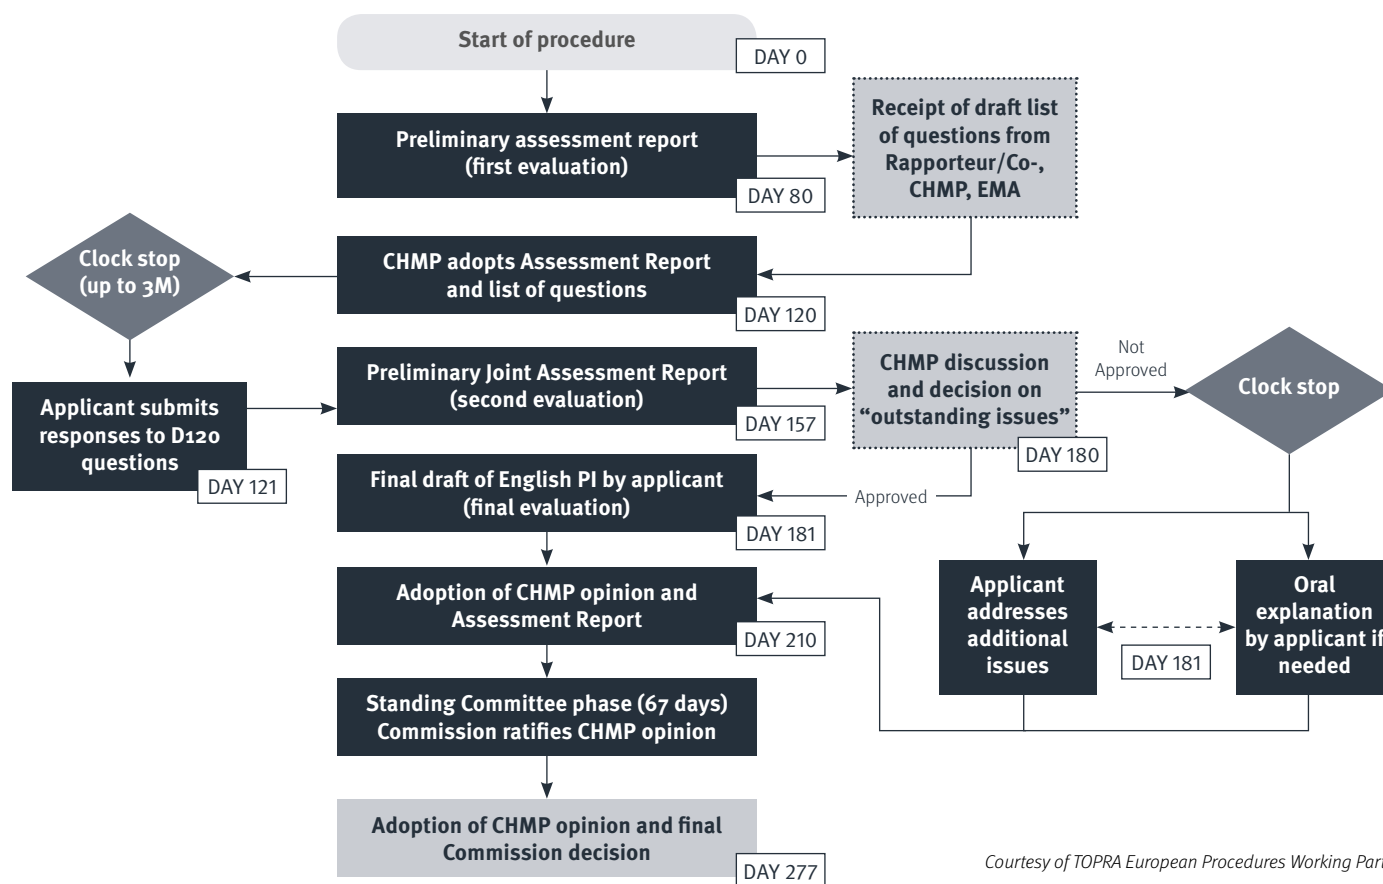 Start of procedure
DAY 0
Preliminary assessment report
(first evaluation)
DAY 80
Receipt of draft list
of questions from
Rapporteur/Co-,
CHMP, EMA
Clock stop
(up to 3M)
CHMP adopts Assessment Report
and list of questions
DAY 120
Applicant submits
responses to D120
questions
DAY 121
Preliminary Joint Assessment Report
(second evaluation)
DAY 157
CHMP discussion
and decision on
“outstanding issues”
DAY 180
Not
Approved
Clock stop
Final draft of English PI by applicant
(final evaluation)
DAY 181
Approved
Adoption of CHMP opinion and
Assessment Report
DAY 210
Applicant
addresses
additional
issues
DAY 181
Oral
explanation
by applicant if
needed
Standing Committee phase (67 days)
Commission ratifies CHMP opinion
Adoption of CHMP opinion and final
Commission decision
DAY 277
Courtesy of TOPRA European Procedures Working Part